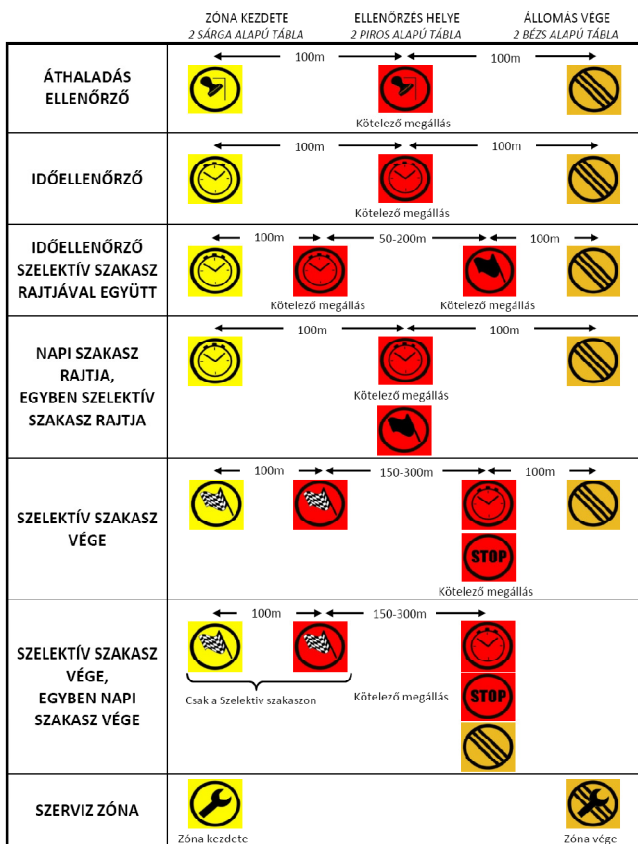 ZÓNA KEZDETE
2 SÁRGA ALAPÚ TÁBLA
ELLENŐRZÉS HELYE
2 PIROS ALAPÚ TÁBLA
ÁLLOMÁS VÉGE
2 BÉZS ALAPÚ TÁBLA
ÁTHALADÁS
ELLENŐRZŐ
100m
100m
Kötelező megállás
IDŐELLENŐRZŐ
100m
100m
Kötelező megállás
IDŐELLENŐRZŐ
SZELEKTÍV SZAKASZ
RAJTJÁVAL EGYÜTT
100m
50-200m
100m
Kötelező megállás
Kötelező megállás
NAPI SZAKASZ
RAJTJA,
EGYBEN SZELEKTÍV
SZAKASZ RAJTJA
100m
100m
Kötelező megállás
SZELEKTÍV SZAKASZ
VÉGE
100m
150-300m
100m
STOP
Kötelező megállás
SZELEKTÍV SZAKASZ
VÉGE,
EGYBEN NAPI
SZAKASZ VÉGE
100m
150-300m
Csak a Szelektív szakaszon
Kötelező megállás
STOP
SZERVIZ ZÓNA
Zóna kezdete
Zóna vége